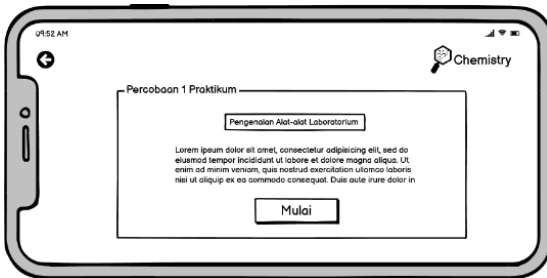 09:52 AM
Chemistry
Percobaan 1 Praktikum
Pengenalan Alat-alat Laboratorium
Lorem ipsum dolor sit amet, consectetur adipisicing elit, sed do
eiusmod tempor incididunt ut labore et dolore magna aliqua. Ut
enim ad minim veniam, quis nostrud exercitation ullamco laboris
nisi ut aliquip ex ea commodo consequat. Duis aute irure dolor in
Mulai